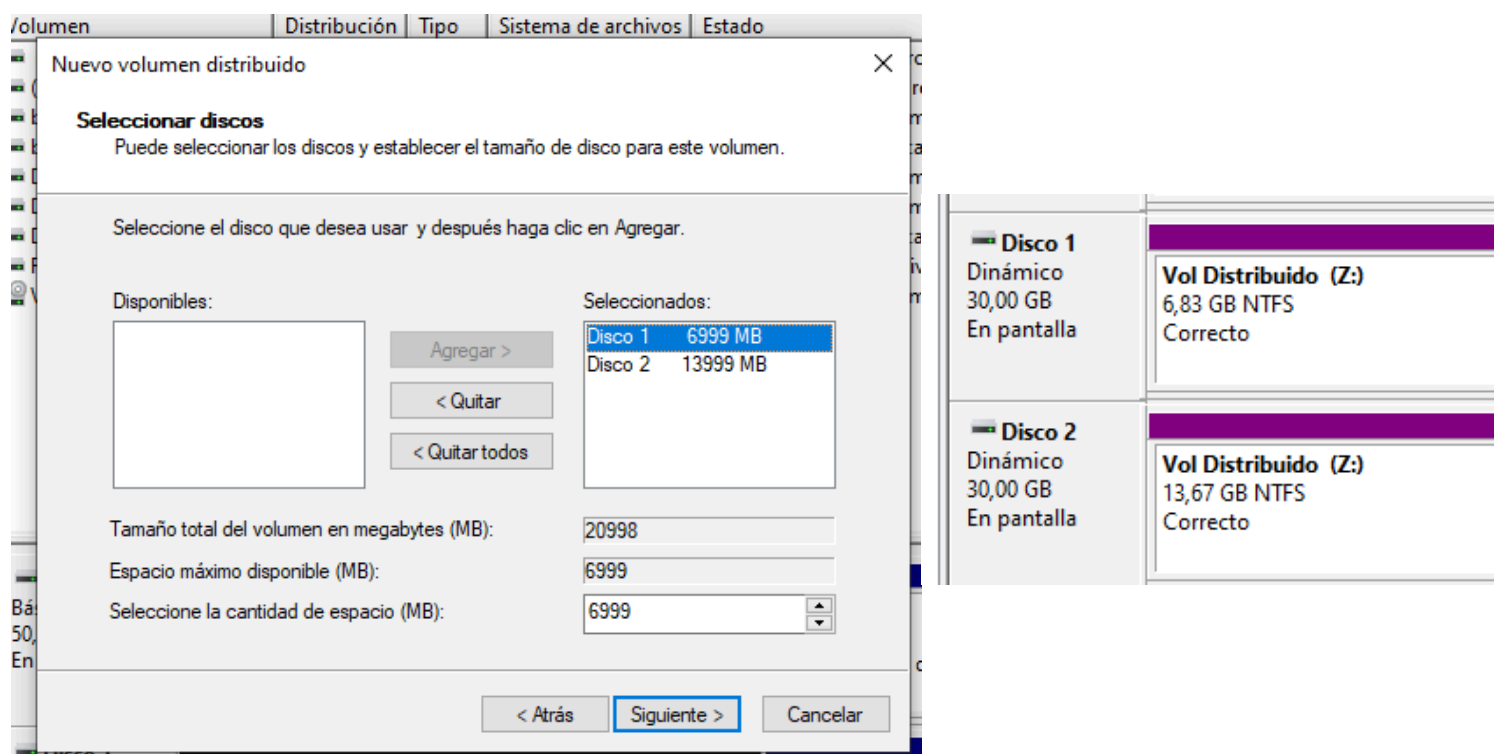 Volumen Distribución Tipo Sistema de archivos Estado
Nuevo volumen distribuido
Seleccionar discos
Puede seleccionar los discos y establecer el tamaño de disco para este volumen.
Seleccione el disco que desea usar y después haga clic en Agregar.
Disponibles:
Agregar >
< Quitar
< Quitar todos
Seleccionados:
Disco 1 6999 MB
Disco 2 13999 MB
Tamaño total del volumen en megabytes (MB): 20998
Espacio máximo disponible (MB): 6999
Seleccione la cantidad de espacio (MB): 6999
50,
En
< Atrás Siguiente > Cancelar
Disco 1
Dinámico
30,00 GB
En pantalla
Vol Distribuido (Z:)
6,83 GB NTFS
Correcto
Disco 2
Dinámico
30,00 GB
En pantalla
Vol Distribuido (Z:)
13,67 GB NTFS
Correcto